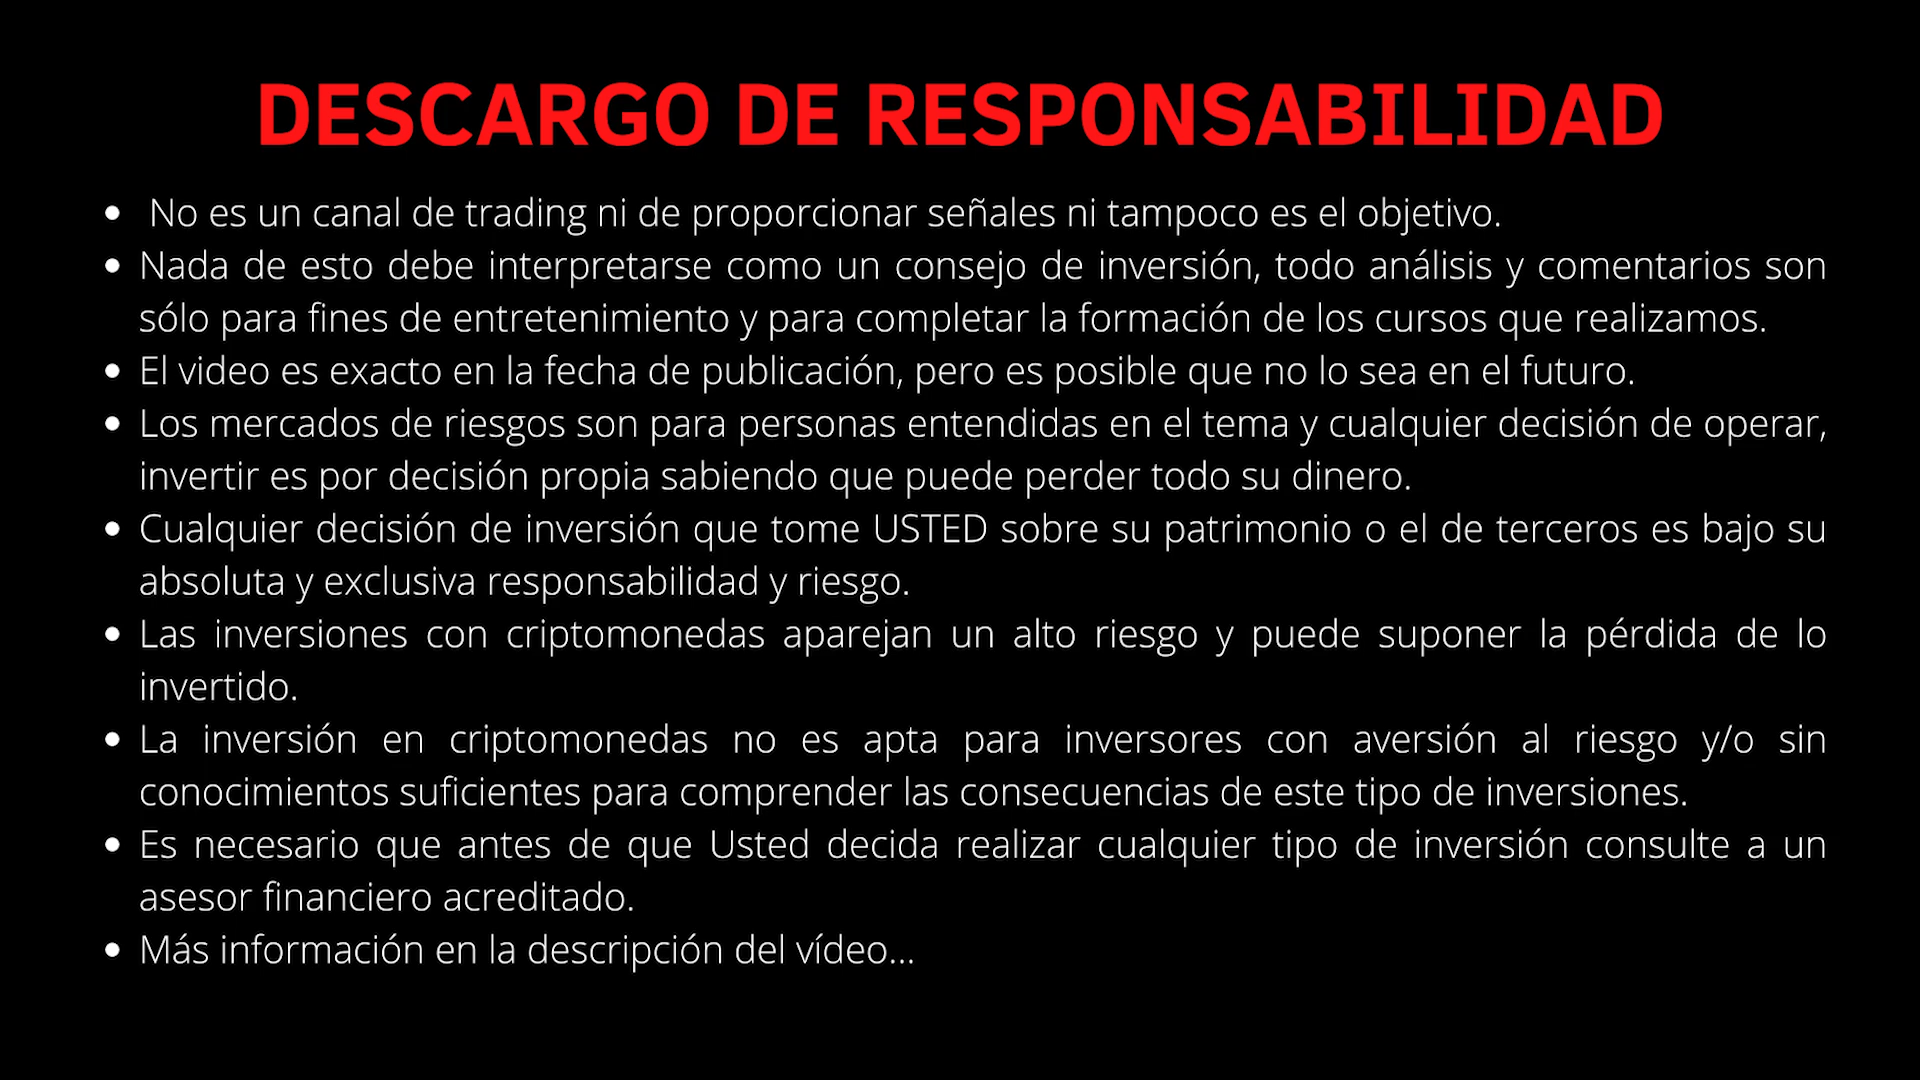 DESCARGO DE RESPONSABILIDAD
• No es un canal de trading ni de proporcionar señales ni tampoco es el objetivo.
• Nada de esto debe interpretarse como un consejo de inversión, todo análisis y comentarios son
sólo para fines de entretenimiento y para completar la formación de los cursos que realizamos.
• El video es exacto en la fecha de publicación, pero es posible que no lo sea en el futuro.
• Los mercados de riesgos son para personas entendidas en el tema y cualquier decisión de operar,
invertir es por decisión propia sabiendo que puede perder todo su dinero.
• Cualquier decisión de inversión que tome USTED sobre su patrimonio o el de terceros es bajo su
absoluta y exclusiva responsabilidad y riesgo.
• Las inversiones con criptomonedas aparejan un alto riesgo y puede suponer la pérdida de lo
invertido.
• La inversión en criptomonedas no es apta para inversores con aversión al riesgo y/o sin
conocimientos suficientes para comprender las consecuencias de este tipo de inversiones.
• Es necesario que antes de que Usted decida realizar cualquier tipo de inversión consulte a un
asesor financiero acreditado.
• Más información en la descripción del vídeo...